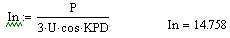 In := P / (3·U·cos·KPD)    In = 14.758